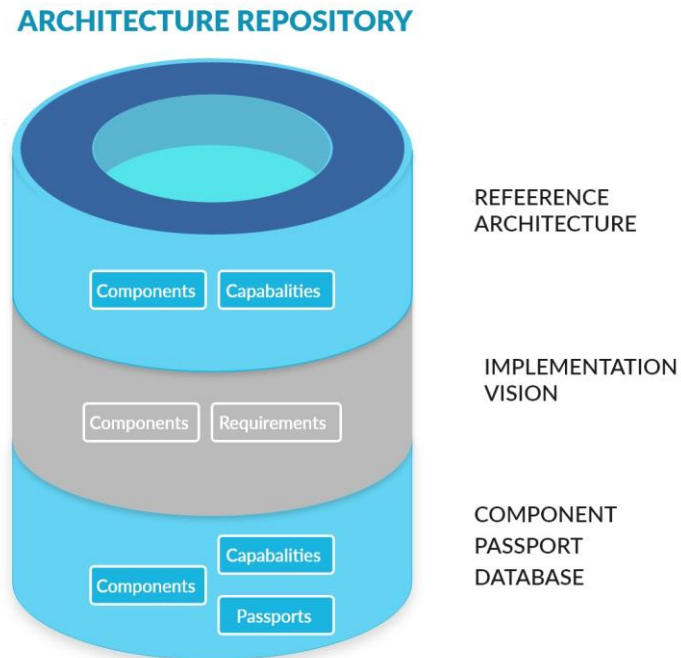 ARCHITECTURE REPOSITORY
REFEERENCE
ARCHITECTURE
Components
Capabalities
IMPLEMENTATION
VISION
Components
Requirements
COMPONENT
PASSPORT
DATABASE
Capabalities
Components
Passports